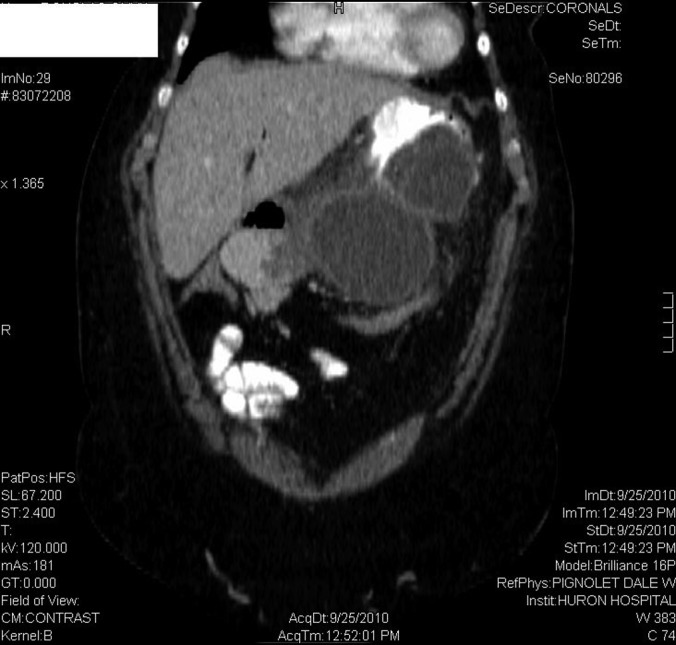 H
SeDescr:CORONALS
SeDt:
SeTm:
ImNo:29
#:83072208
SeNo:80296
x 1.365
R
PatPos:HFS
SL:67.200
ST:2.400
T:
kV:120.000
mAs:181
GT:0.000
Field of View:
CM:CONTRAST
Kernel:B
AcqDt:9/25/2010
AcqTm:12:52:01 PM
ImDt:9/25/2010
ImTm:12:49:23 PM
StDt:9/25/2010
StTm:12:49:23 PM
Model:Brilliance 16P
RefPhys:PIGNOLET DALE W
Instit:HURON HOSPITAL
W 383
C 74